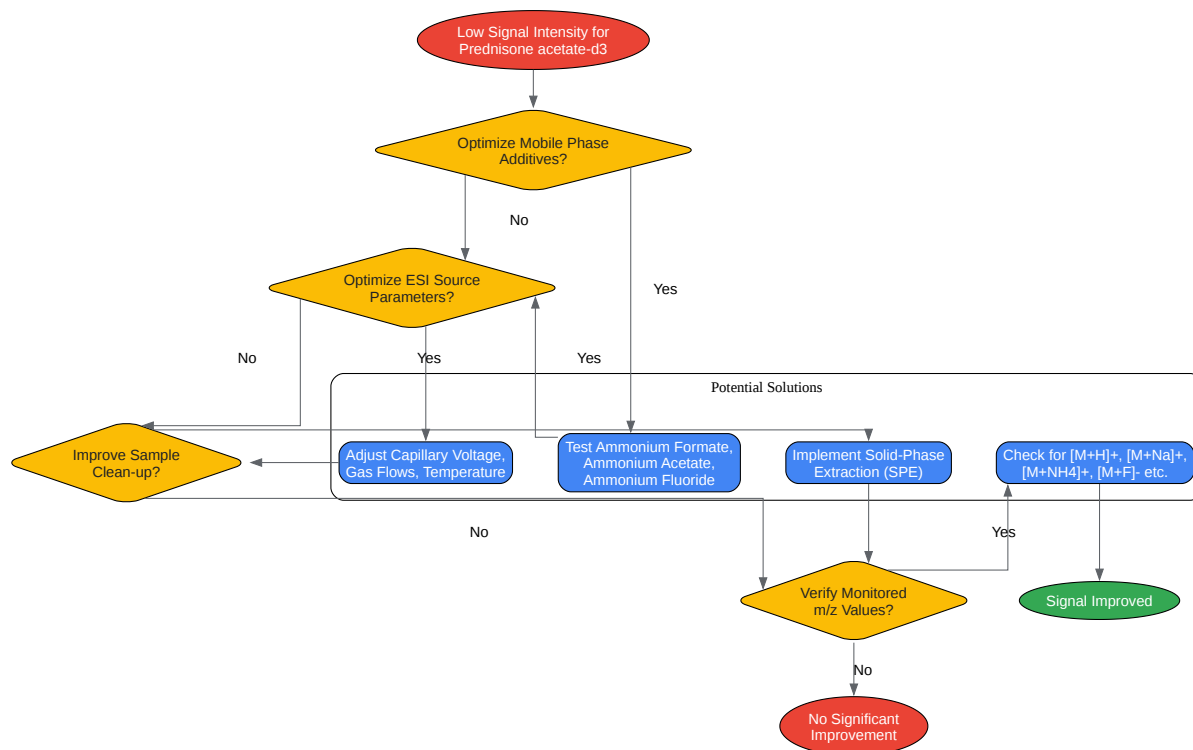 Low Signal Intensity for
Prednisone acetate-d3
Optimize Mobile Phase
Additives?
No
Optimize ESI Source
Parameters?
Yes
No
Yes
Yes
Potential Solutions
Improve Sample
Clean-up?
Adjust Capillary Voltage,
Gas Flows, Temperature
Test Ammonium Formate,
Ammonium Acetate,
Ammonium Fluoride
Implement Solid-Phase
Extraction (SPE)
Check for [M+H]+, [M+Na]+,
[M+NH4]+, [M+F]- etc.
No
Yes
Verify Monitored
m/z Values?
Signal Improved
No
No Significant
Improvement